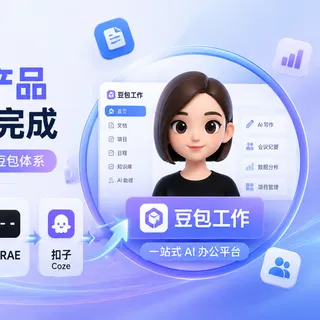 产品
完成
豆包体系
RAE
扣子
Coze
豆包工作
首页
文档
项目
日程
知识库
AI 助理
AI 写作
会议纪要
数据分析
项目管理
豆包工作
一站式 AI 办公平台